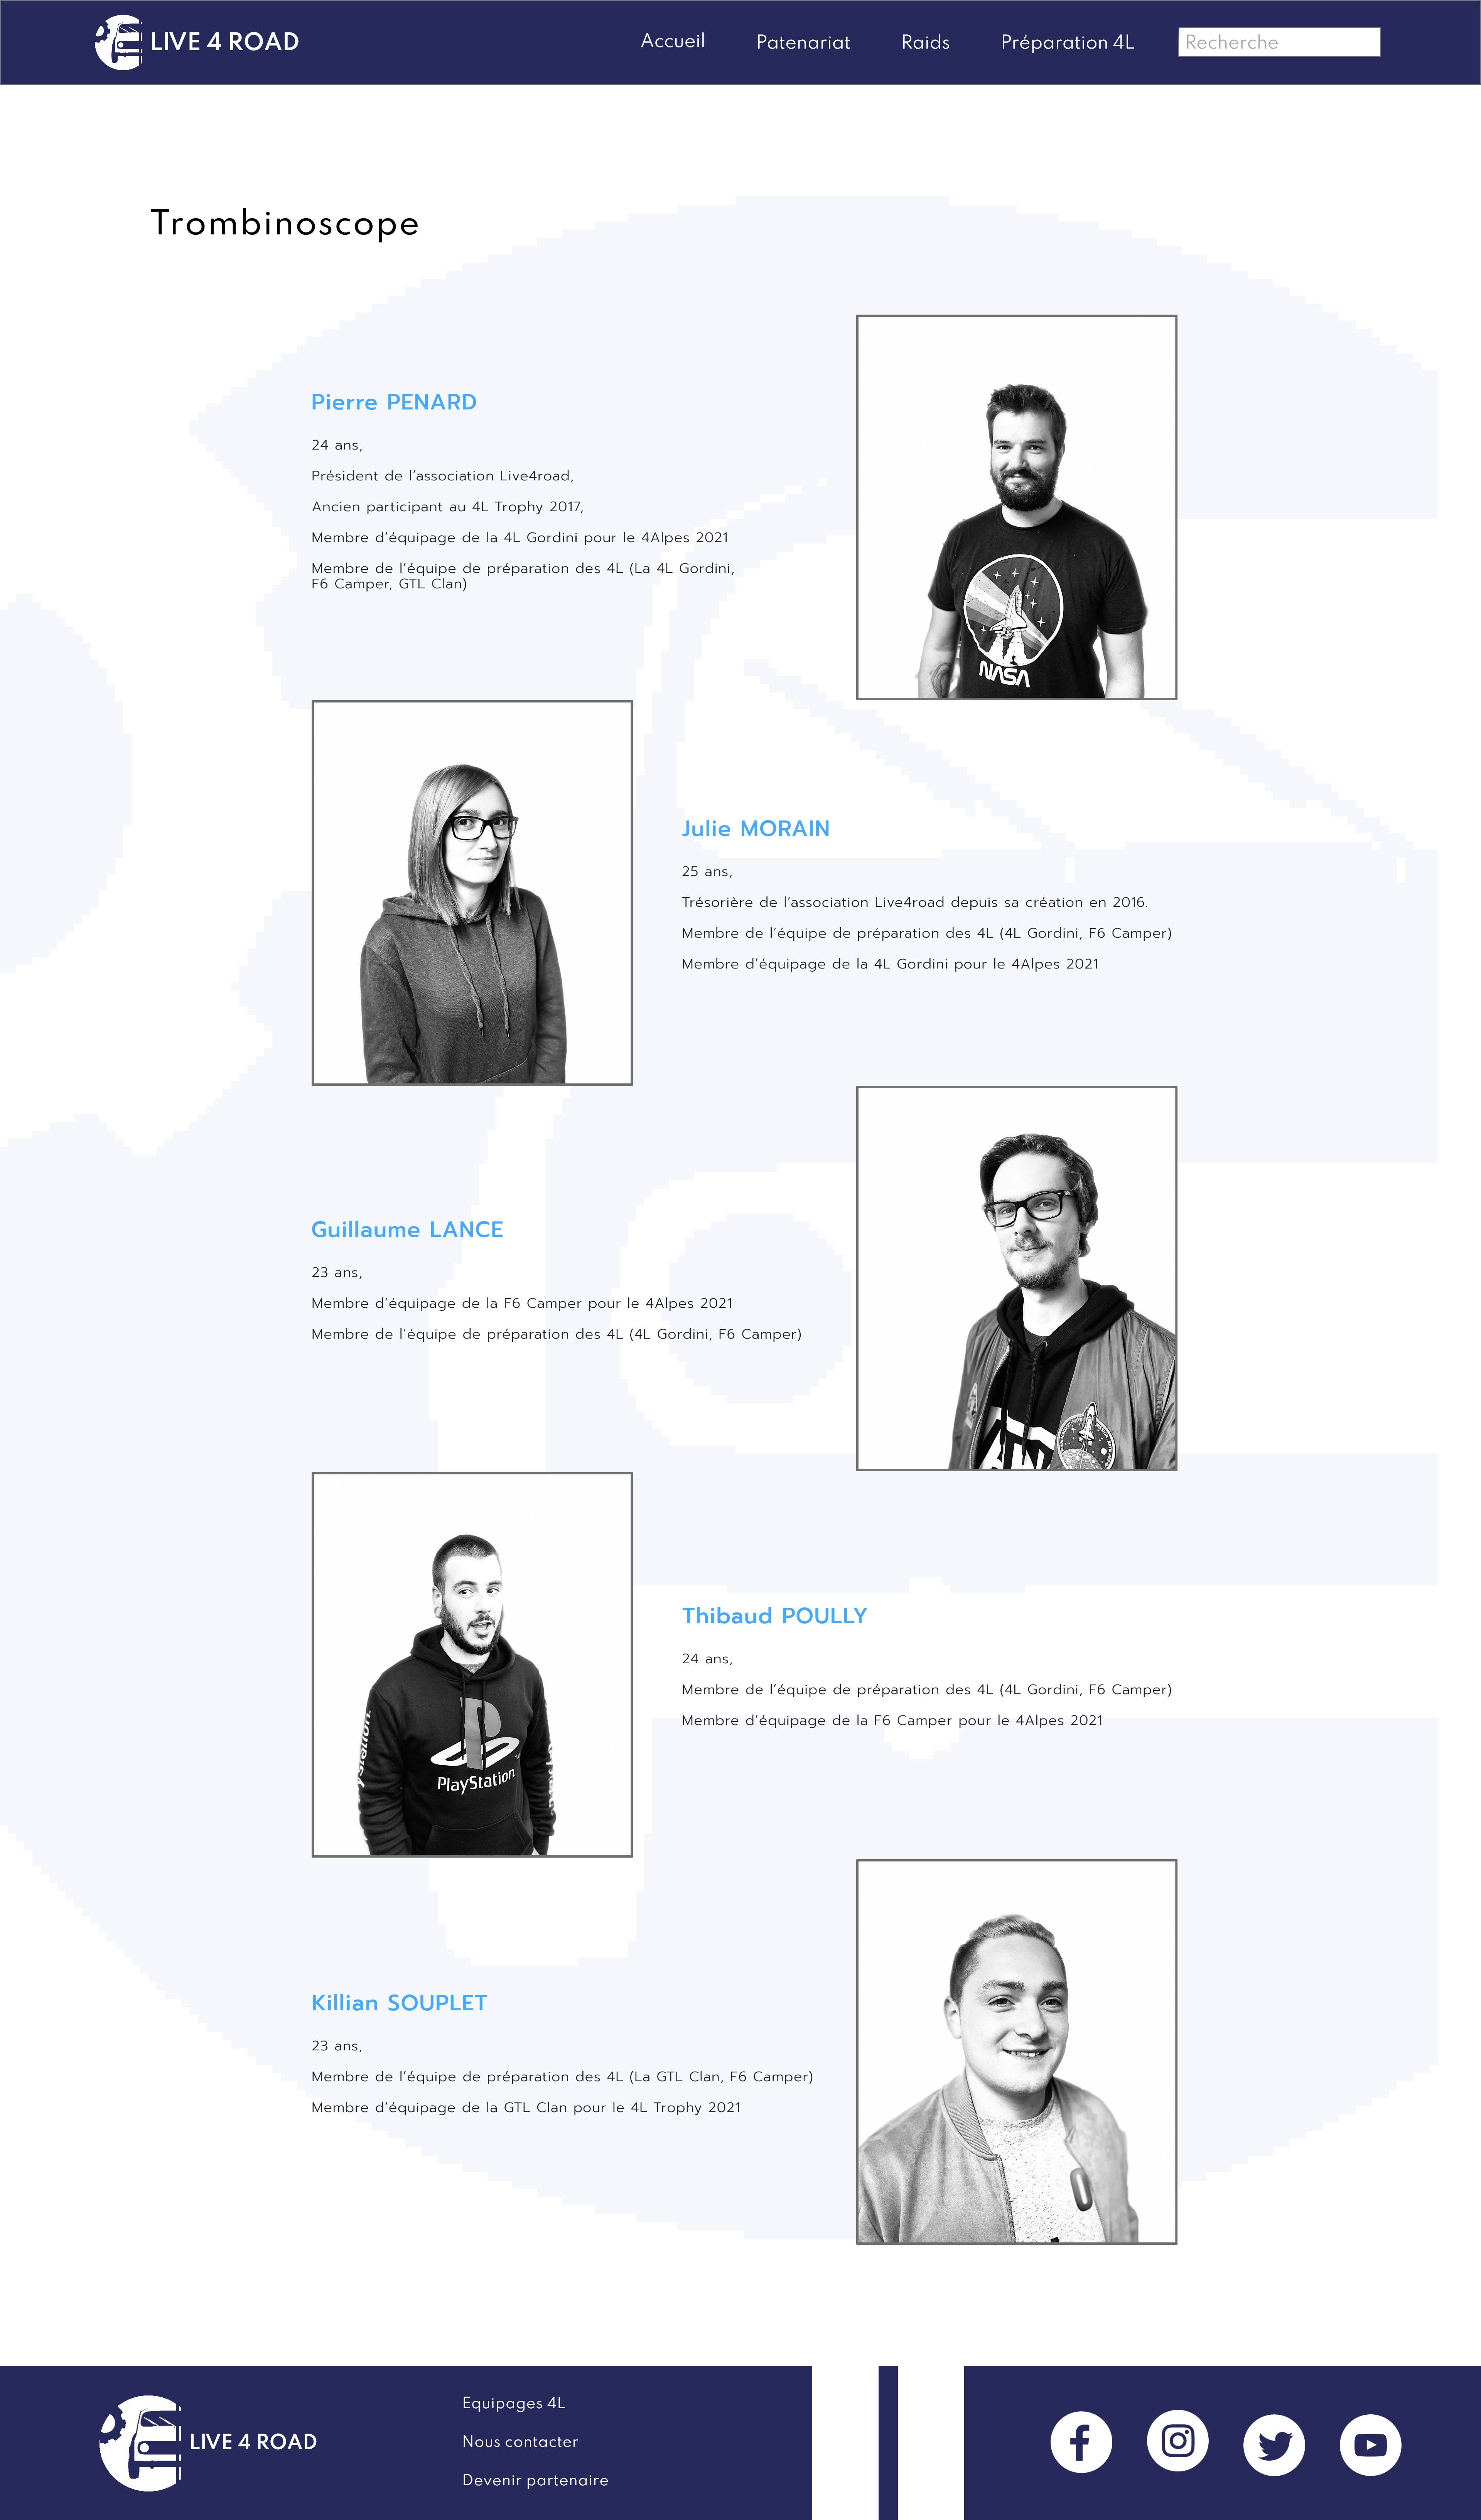 LIVE 4 ROAD
Accueil
Patenariat
Raids
Préparation 4L
Recherche
Trombinoscope
Pierre PENARD
24 ans,
Président de l'association Live4road,
Ancien participant au 4L Trophy 2017,
Membre d'équipage de la 4L Gordini pour le 4Alpes 2021
Membre de l'équipe de préparation des 4L (La 4L Gordini,
F6 Camper, GTL Clan)
NASA
Julie MORAIN
25 ans,
Trésorière de l'association Live4road depuis sa création en 2016.
Membre de l'équipe de préparation des 4L (4L Gordini, F6 Camper)
Membre d'équipage de la 4L Gordini pour le 4Alpes 2021
Guillaume LANCE
23 ans,
Membre d'équipage de la F6 Camper pour le 4Alpes 2021
Membre de l'équipe de préparation des 4L (4L Gordini, F6 Camper)
PlayStation
Thibaud POULLY
24 ans,
Membre de l'équipe de préparation des 4L (4L Gordini, F6 Camper)
Membre d'équipage de la F6 Camper pour le 4Alpes 2021
Killian SOUPLET
23 ans,
Membre de l'équipe de préparation des 4L (La GTL Clan, F6 Camper)
Membre d'équipage de la GTL Clan pour le 4L Trophy 2021
LIVE 4 ROAD
Equipages 4L
Nous contacter
Devenir partenaire